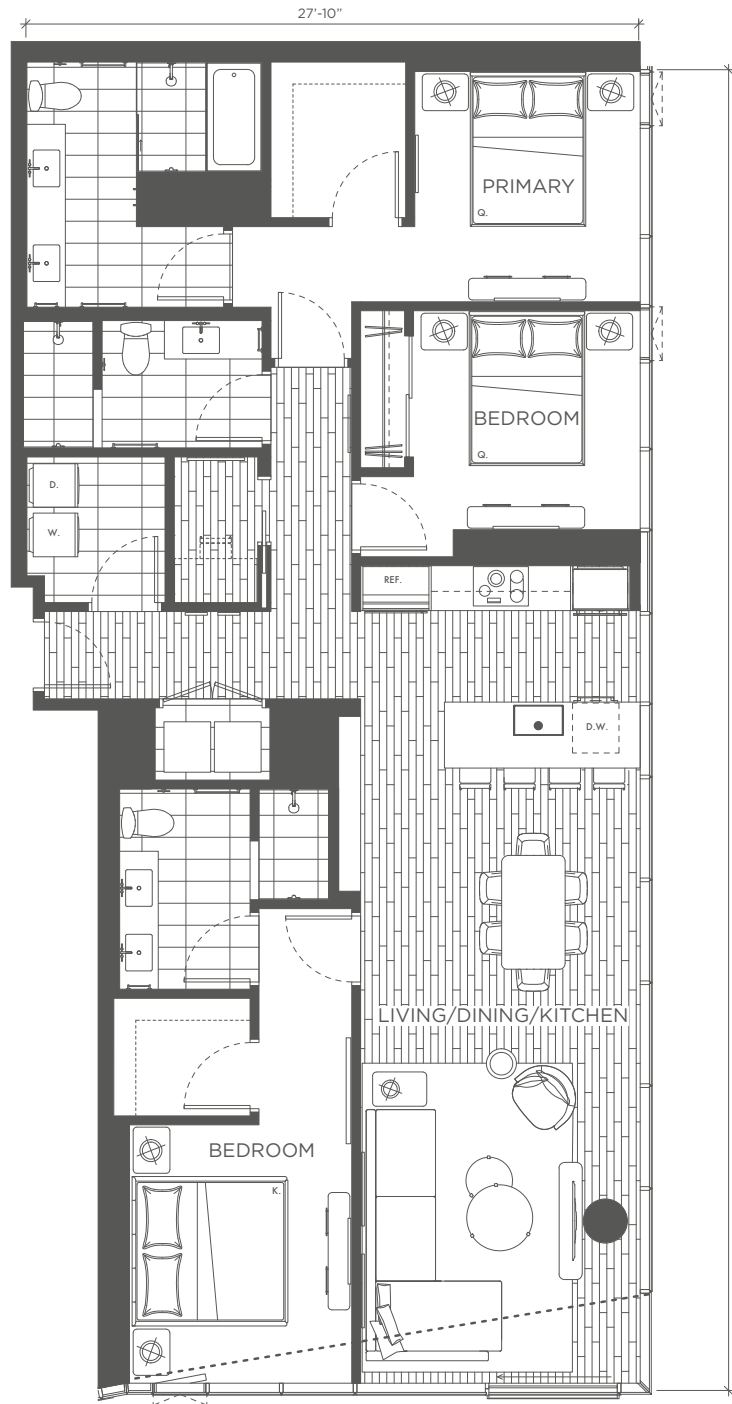 27'-10"
PRIMARY
Q.
BEDROOM
Q.
D.
W.
REF.
D.W.
LIVING/DINING/KITCHEN
BEDROOM
K.